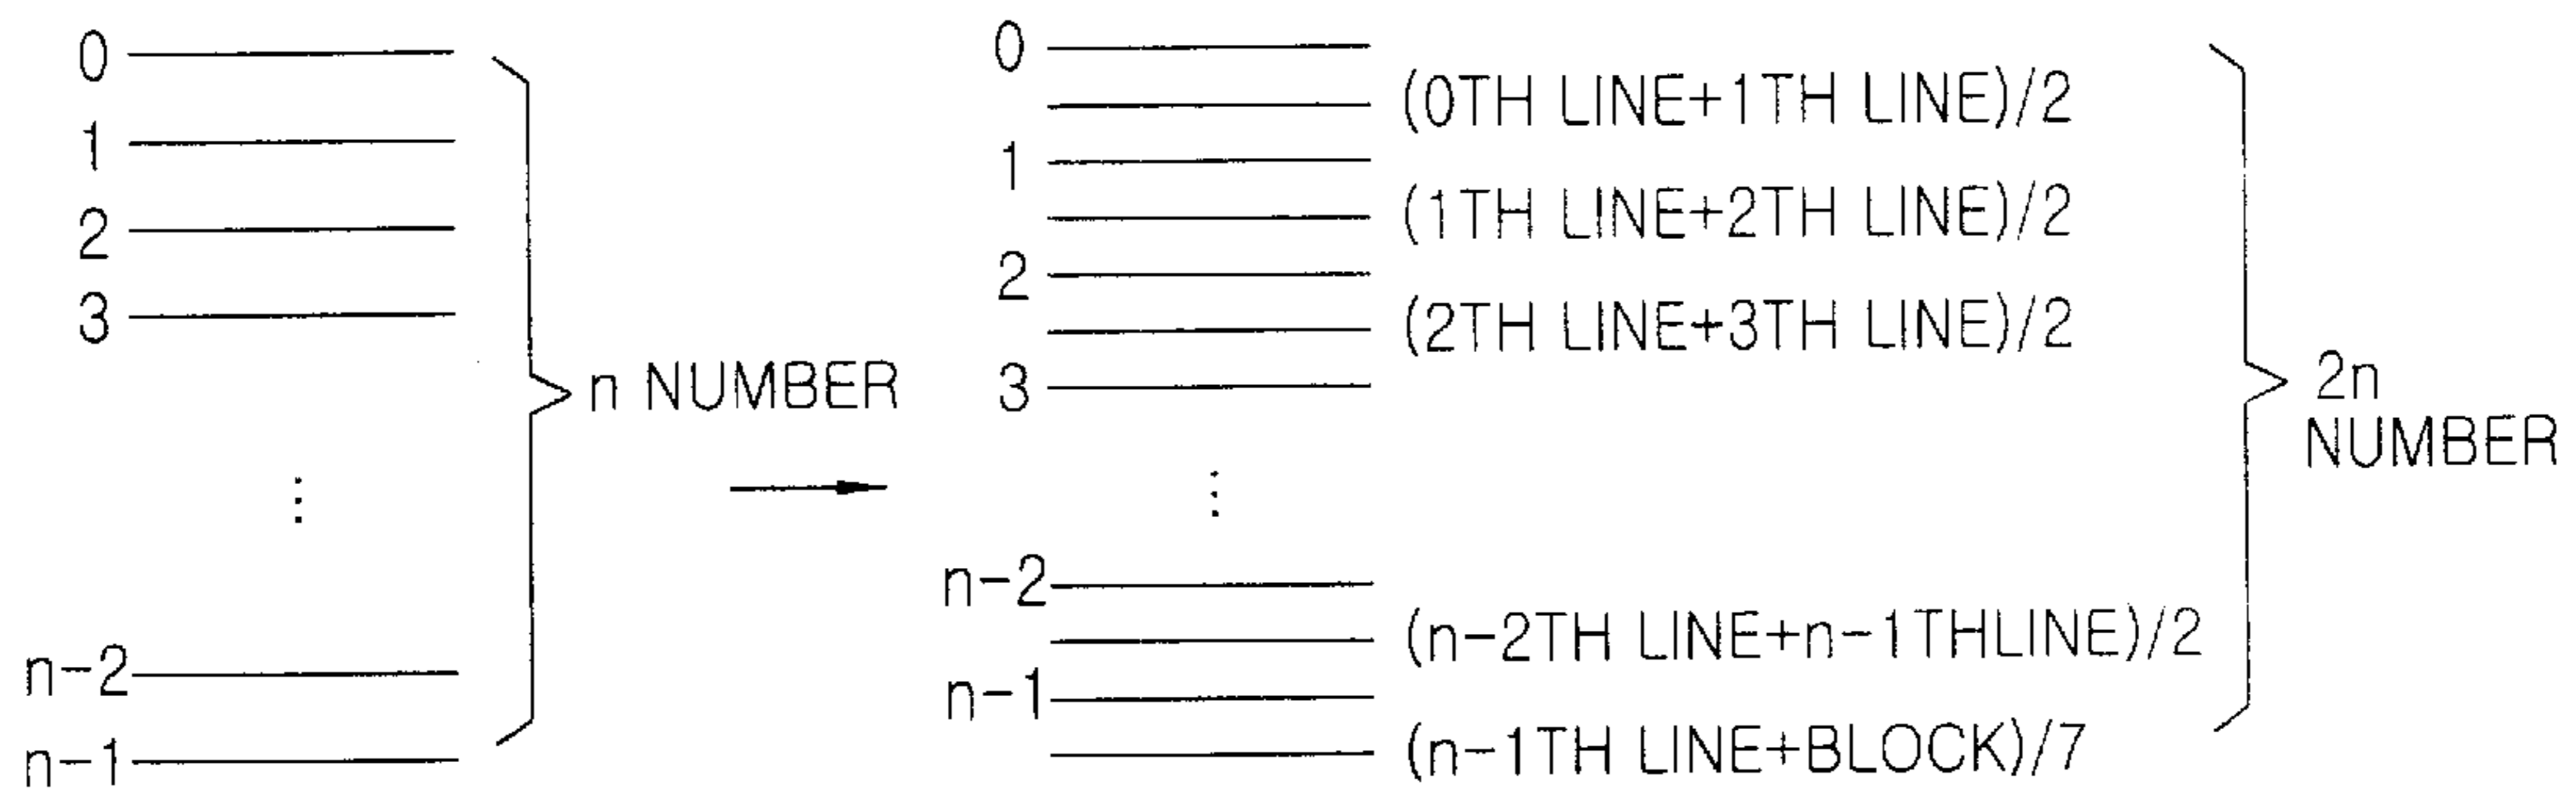 0
1
2
3
n NUMBER
n-2
n-1
0
(0TH LINE+1TH LINE)/2
1
(1TH LINE+2TH LINE)/2
2
(2TH LINE+3TH LINE)/2
3
n-2
(n-2TH LINE+n-1THLINE)/2
n-1
(n-1TH LINE+BLOCK)/7
2n
NUMBER